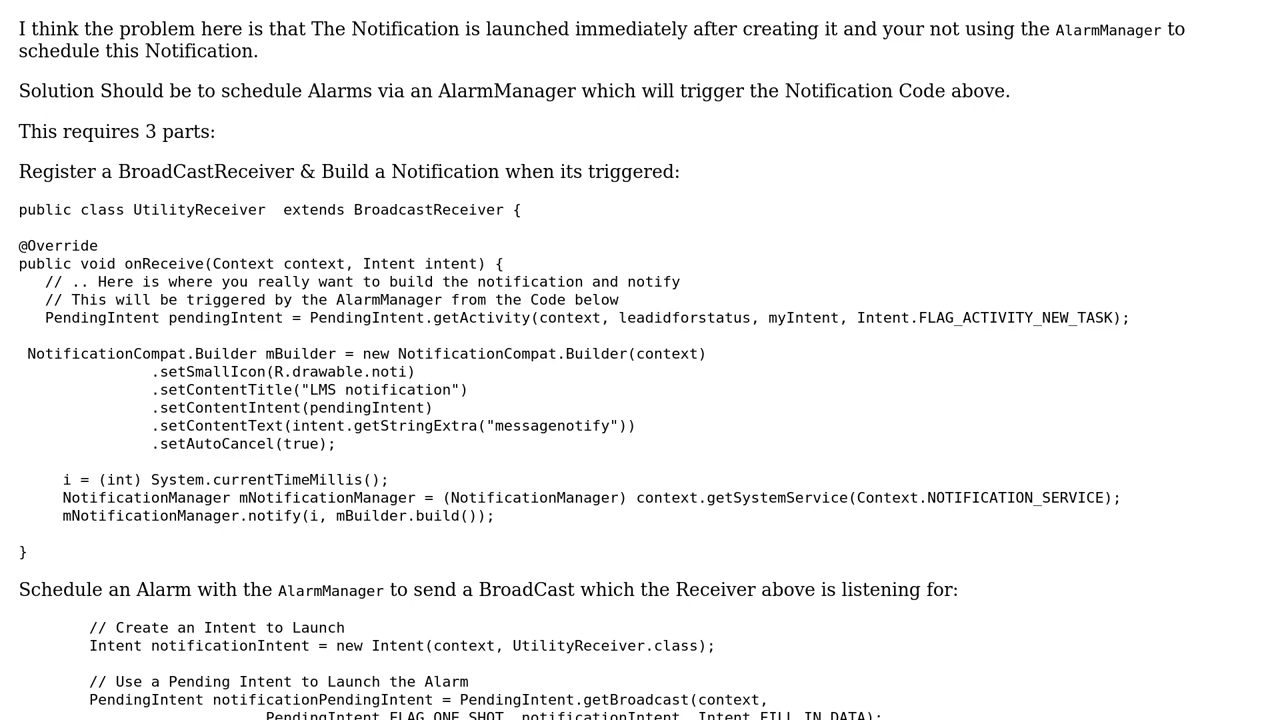 I think the problem here is that The Notification is launched immediately after creating it and your not using the AlarmManager to
schedule this Notification.
Solution Should be to schedule Alarms via an AlarmManager which will trigger the Notification Code above.
This requires 3 parts:
Register a BroadCastReceiver & Build a Notification when its triggered:
public class UtilityReceiver  extends BroadcastReceiver {
@Override
public void onReceive(Context context, Intent intent) {
   // .. Here is where you really want to build the notification and notify
   // This will be triggered by the AlarmManager from the Code below
   PendingIntent pendingIntent = PendingIntent.getActivity(context, leadidforstatus, myIntent, Intent.FLAG_ACTIVITY_NEW_TASK);
 NotificationCompat.Builder mBuilder = new NotificationCompat.Builder(context)
               .setSmallIcon(R.drawable.noti)
               .setContentTitle("LMS notification")
               .setContentIntent(pendingIntent)
               .setContentText(intent.getStringExtra("messagenotify"))
               .setAutoCancel(true);
     i = (int) System.currentTimeMillis();
     NotificationManager mNotificationManager = (NotificationManager) context.getSystemService(Context.NOTIFICATION_SERVICE);
     mNotificationManager.notify(i, mBuilder.build());
}
Schedule an Alarm with the AlarmManager to send a BroadCast which the Receiver above is listening for:
        // Create an Intent to Launch
        Intent notificationIntent = new Intent(context, UtilityReceiver.class);
        // Use a Pending Intent to Launch the Alarm
        PendingIntent notificationPendingIntent = PendingIntent.getBroadcast(context,
                            PendingIntent.FLAG_ONE_SHOT, notificationIntent, Intent.FILL_IN_DATA);